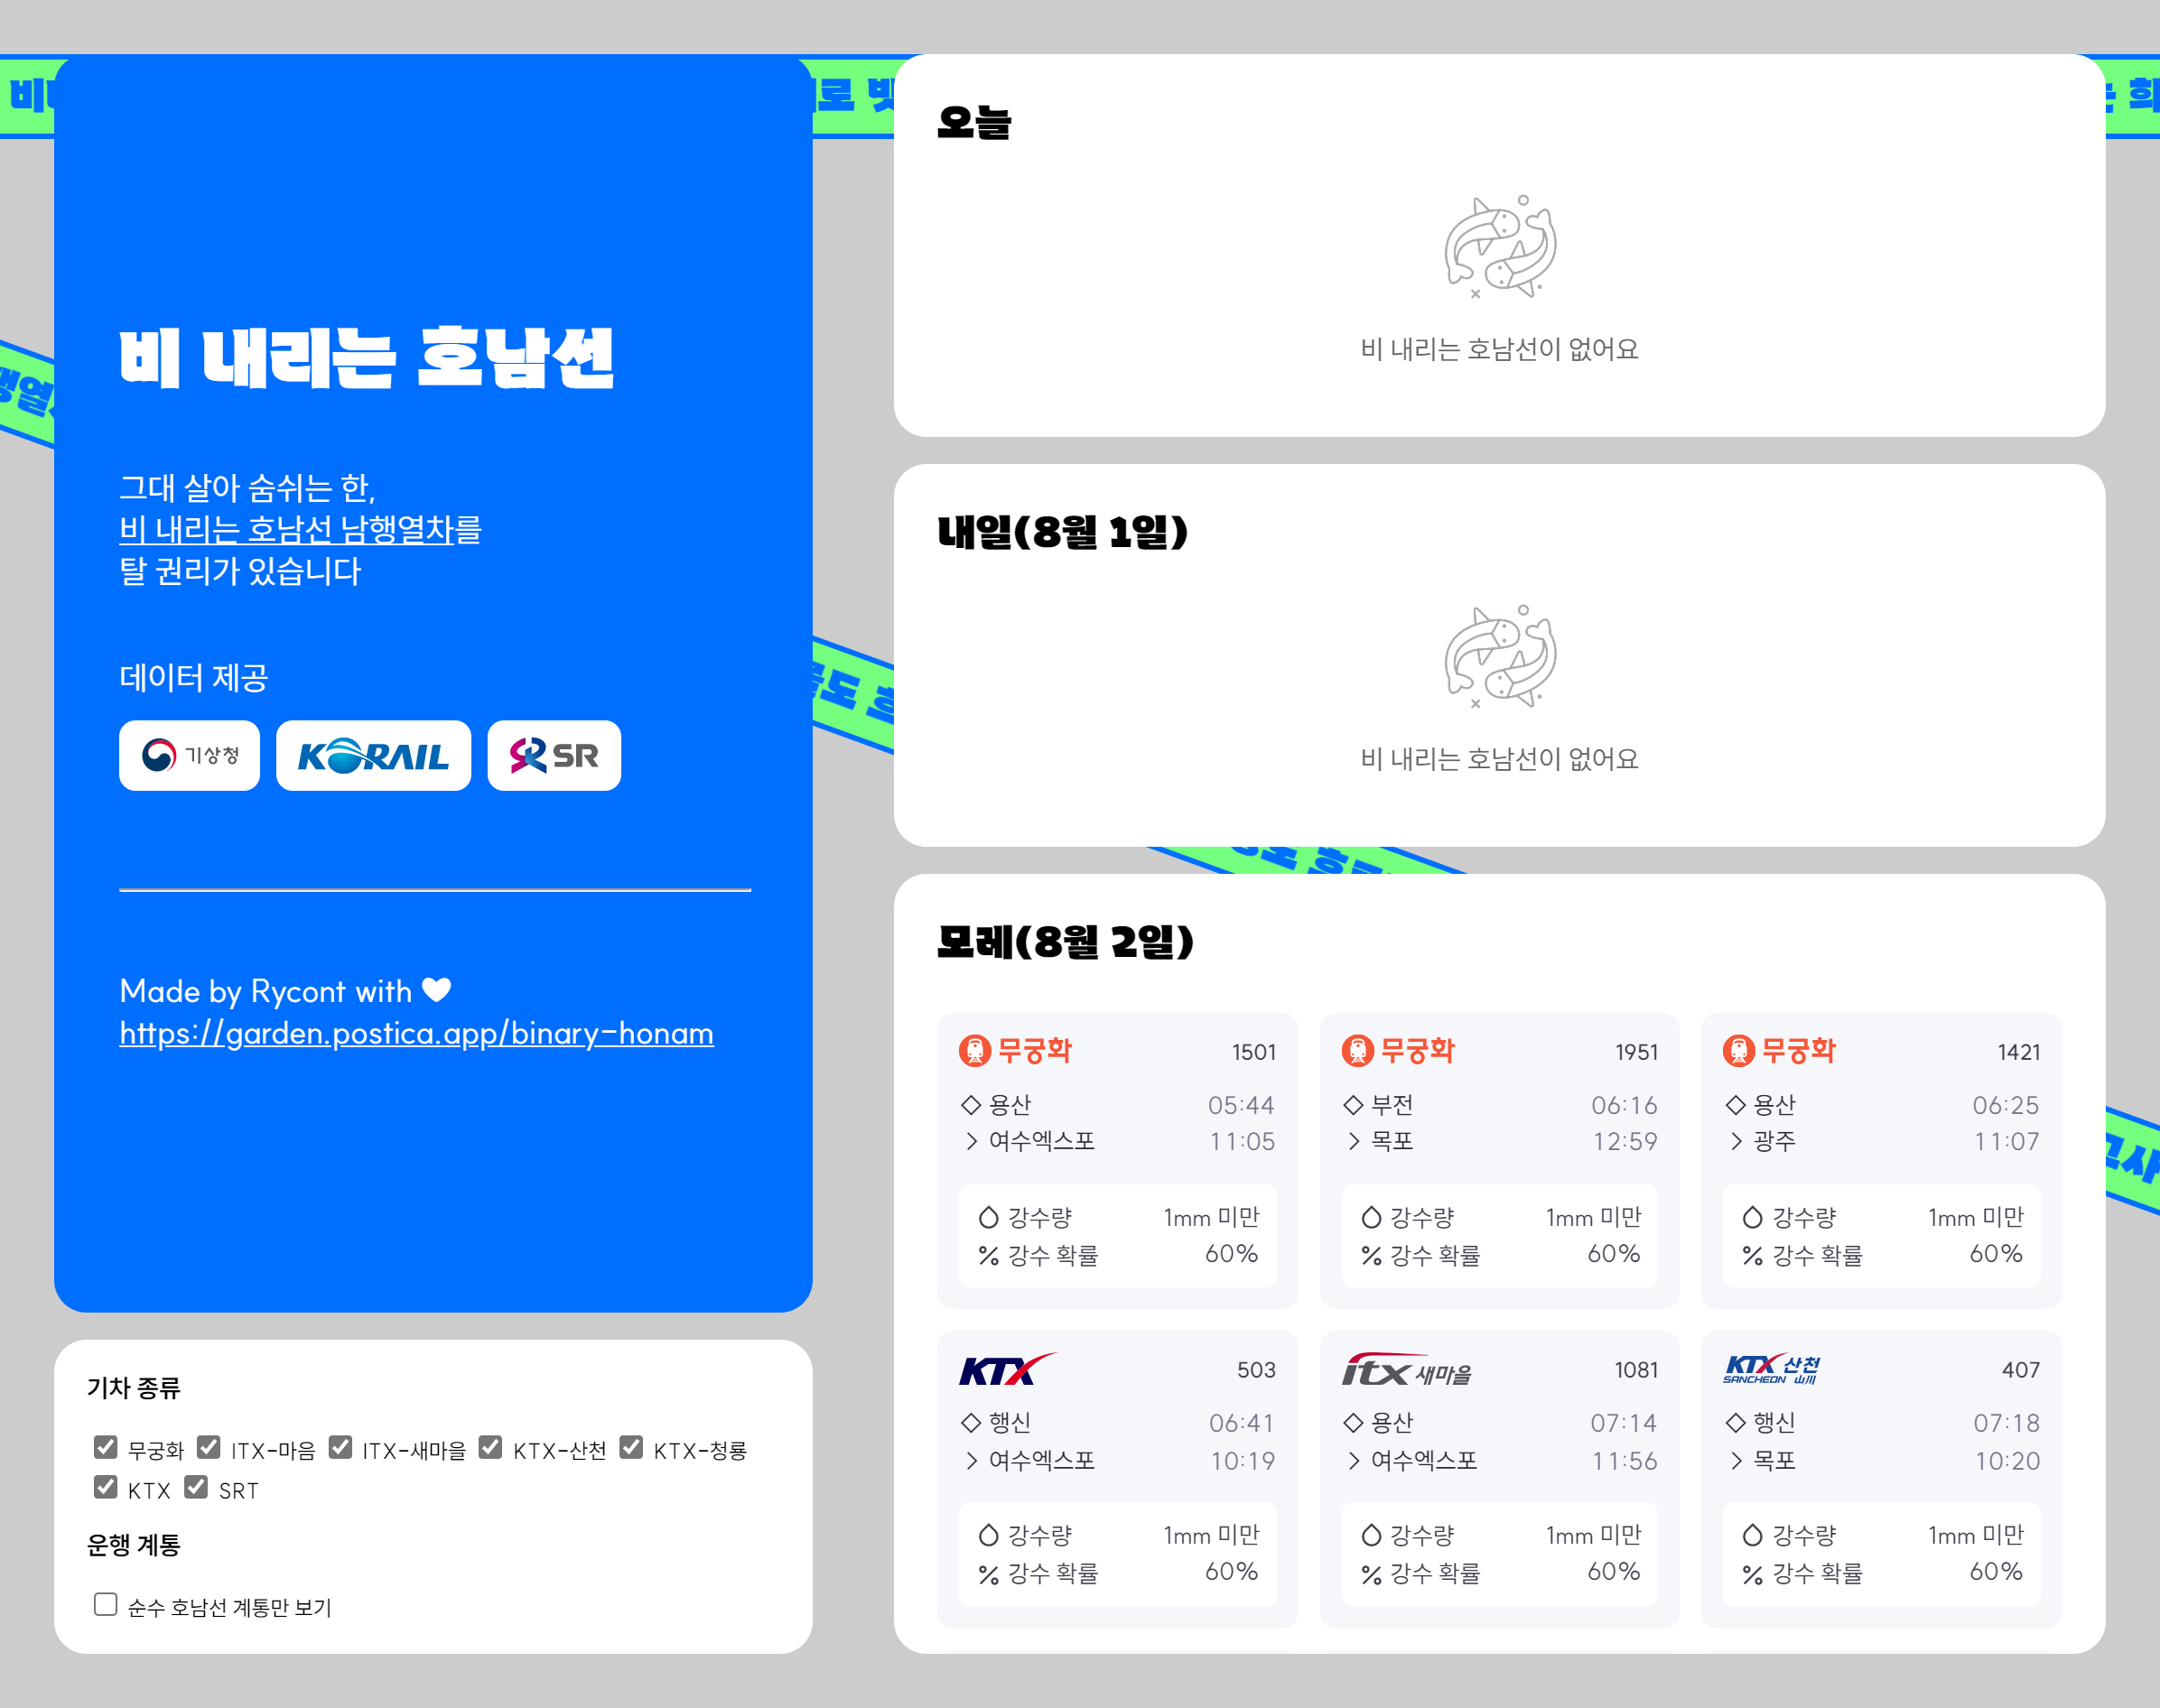 비 내리는 호남선
그대 살아 숨쉬는 한,
비 내리는 호남선 남행열차를
탈 권리가 있습니다
데이터 제공
기상청 KORAIL SR
Made by Rycont with
https://garden.postica.app/binary-honam
기차 종류
무궁화 ITX-마음 ITX-새마을 KTX-산천 KTX-청룡
KTX SRT
운행 계통
순수 호남선 계통만 보기
오늘
비 내리는 호남선이 없어요
내일(8월 1일)
비 내리는 호남선이 없어요
모레(8월 2일)
무궁화 1501
용산 05:44
여수엑스포 11:05
강수량 1mm 미만
강수 확률 60%
무궁화 1951
부전 06:16
목포 12:59
강수량 1mm 미만
강수 확률 60%
무궁화 1421
용산 06:25
광주 11:07
강수량 1mm 미만
강수 확률 60%
KTX 503
행신 06:41
여수엑스포 10:19
강수량 1mm 미만
강수 확률 60%
itx 새마을 1081
용산 07:14
여수엑스포 11:56
강수량 1mm 미만
강수 확률 60%
KTX 산천 407
SANCHEON 山川
행신 07:18
목포 10:20
강수량 1mm 미만
강수 확률 60%